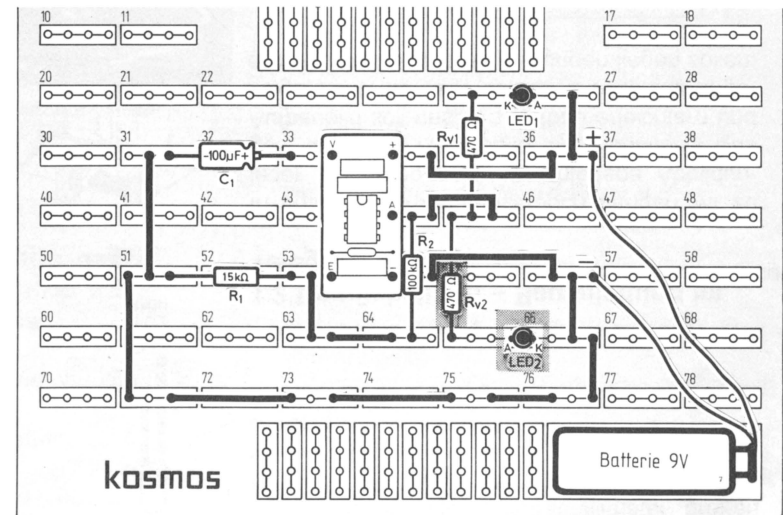 10 11 17 18
20 21 22 27 28
K A
LED1
30 31 32 33 36 + 37 38
-100µF+
C1
V +
Rv1 470 Ω
40 41 42 43 A 46 47 48
R2 100 kΩ
50 51 52 53 E - 57 58
15kΩ
R1
470 Ω Rv2
60 62 63 64 66 67 68
A K
LED2
70 72 73 74 75 76 77 78
kosmos
Batterie 9V